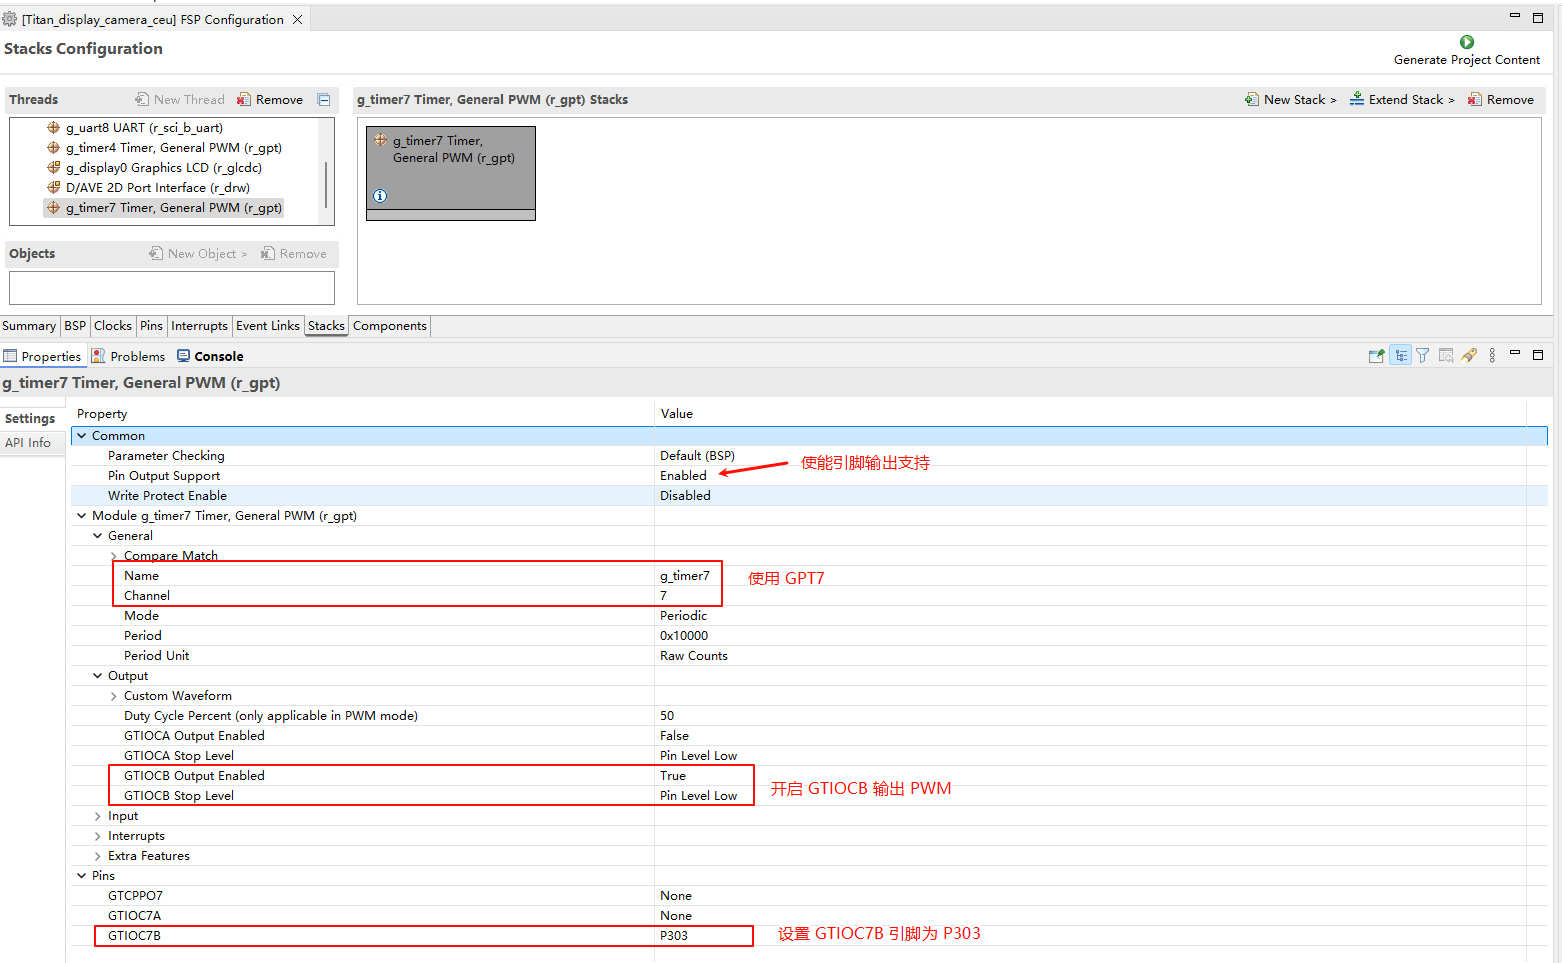 [Titan_display_camera_ceu] FSP Configuration
Stacks Configuration
Generate Project Content
Threads
New Thread
Remove
g_timer7 Timer, General PWM (r_gpt) Stacks
New Stack >
Extend Stack >
Remove
g_uart8 UART (r_sci_b_uart)
g_timer4 Timer, General PWM (r_gpt)
g_display0 Graphics LCD (r_glcdc)
D/AVE 2D Port Interface (r_drw)
g_timer7 Timer, General PWM (r_gpt)
g_timer7 Timer,
General PWM (r_gpt)
Objects
New Object >
Remove
Summary BSP Clocks Pins Interrupts Event Links Stacks Components
Properties Problems Console
g_timer7 Timer, General PWM (r_gpt)
Settings
API Info
Property Value
Common
Parameter Checking Default (BSP)
Pin Output Support Enabled 使能引脚输出支持
Write Protect Enable Disabled
Module g_timer7 Timer, General PWM (r_gpt)
General
Compare Match
Name g_timer7 使用 GPT7
Channel 7
Mode Periodic
Period 0x10000
Period Unit Raw Counts
Output
Custom Waveform
Duty Cycle Percent (only applicable in PWM mode) 50
GTIOCA Output Enabled False
GTIOCA Stop Level Pin Level Low
GTIOCB Output Enabled True
GTIOCB Stop Level Pin Level Low 开启 GTIOCB 输出 PWM
Input
Interrupts
Extra Features
Pins
GTCPPO7 None
GTIOC7A None
GTIOC7B P303 设置 GTIOC7B 引脚为 P303